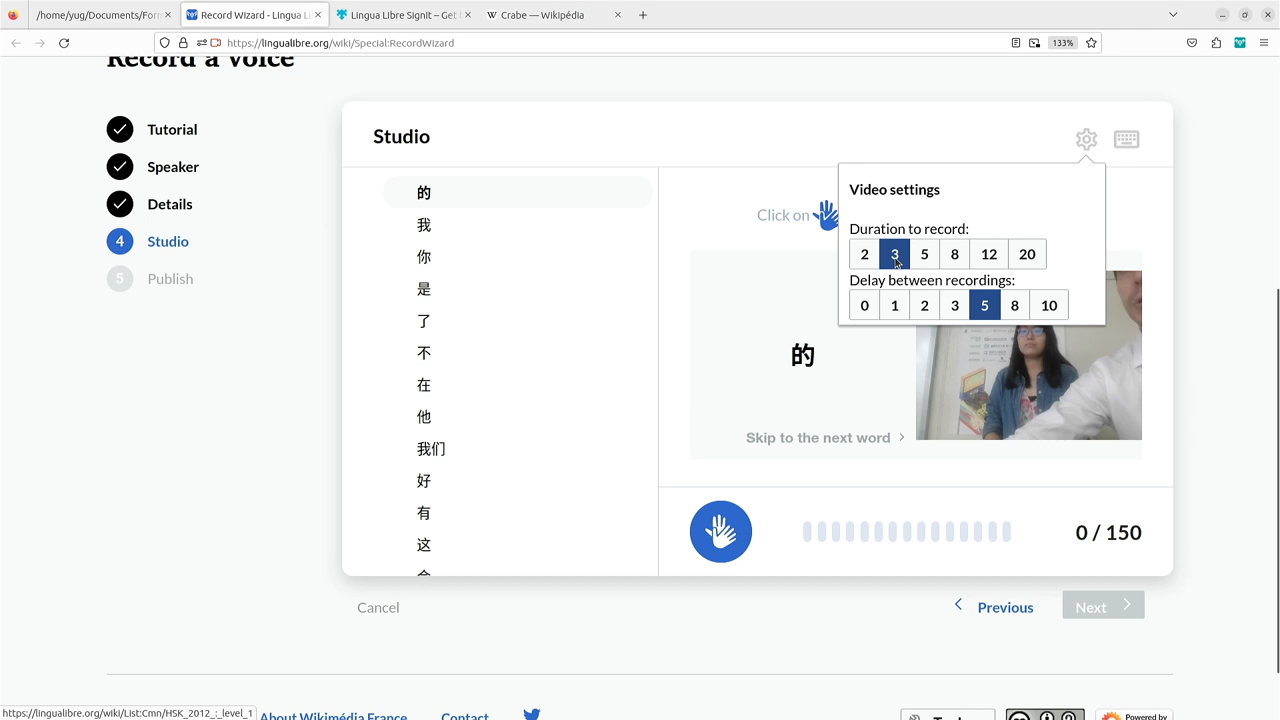 /home/yug/Documents/For
Record Wizard - Lingua Li
Lingua Libre SignIt – Get
Crabe — Wikipédia
https://lingualibre.org/wiki/Special:RecordWizard
133%
Record a voice
Tutorial
Speaker
Details
4 Studio
5 Publish
Studio
的
我
你
是
了
不
在
他
我们
好
有
这
Click on
Video settings
Duration to record:
2 3 5 8 12 20
Delay between recordings:
0 1 2 3 5 8 10
的
Skip to the next word
0 / 150
Cancel
Previous
Next
https://lingualibre.org/wiki/List:Cmn/HSK_2012_:_level_1
About Wikimédia France
Contact
Powered by